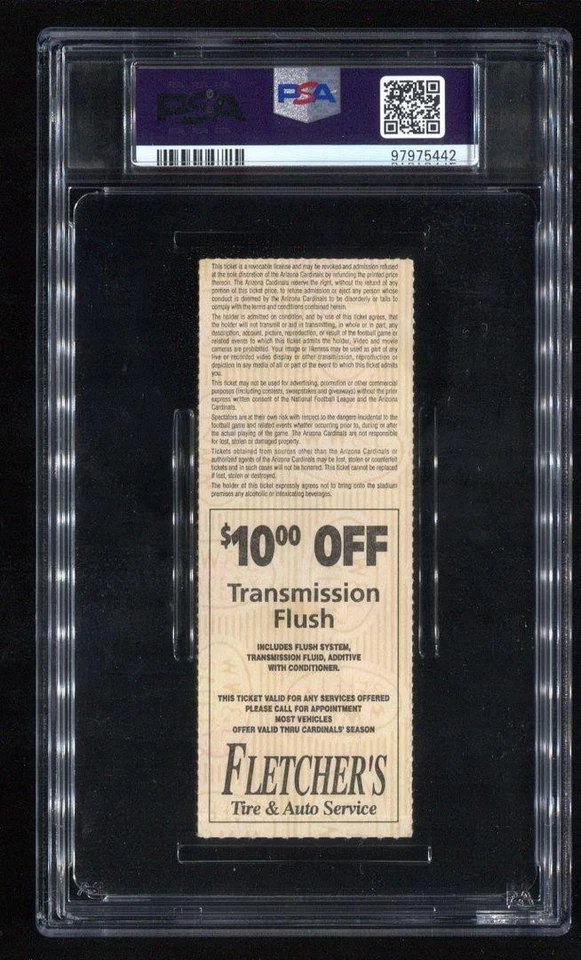 PSA
97975442
This ticket is a revocable license and may be revoked and admission refused
at the sole discretion of the Arizona Cardinals by refunding the printed price
thereon. The Arizona Cardinals reserve the right, without the refund of any
portion of this ticket price, to refuse admission or eject any person whose
conduct is deemed by the Arizona Cardinals to be disorderly or fails to
comply with the terms and conditions contained herein.
The holder is admitted on condition, and by use of this ticket agrees, that
the holder will not transmit or aid in transmitting, in whole or in part, any
description, account, picture, reproduction, or result of the football game or
related events to which this ticket admits the holder. Video and movie
cameras are prohibited. Your image or likeness may be used as part of any
live or recorded video display or other transmission, reproduction or
depiction in any media of all or part of the event to which this ticket admits
you.
This ticket may not be used for advertising, promotion or other commercial
purposes (including contests, sweepstakes and giveaways) without the prior
express written consent of the National Football League and the Arizona
Cardinals.
Spectators are at their own risk with respect to the dangers incidental to the
football game and related events whether occurring prior to, during or after
the actual playing of the game. The Arizona Cardinals are not responsible
for lost, stolen or damaged property.
Tickets obtained from sources other than the Arizona Cardinals or
authorized agents of the Arizona Cardinals may be lost, stolen or counterfeit
tickets and in such cases will not be honored. This ticket cannot be replaced
if lost, stolen or destroyed.
The holder of this ticket expressly agrees not to bring onto the stadium
premises any alcoholic or intoxicating beverages.
$1000 OFF
Transmission
Flush
INCLUDES FLUSH SYSTEM,
TRANSMISSION FLUID, ADDITIVE
WITH CONDITIONER.
THIS TICKET VALID FOR ANY SERVICES OFFERED
PLEASE CALL FOR APPOINTMENT
MOST VEHICLES
OFFER VALID THRU CARDINALS' SEASON
FLETCHER'S
Tire & Auto Service